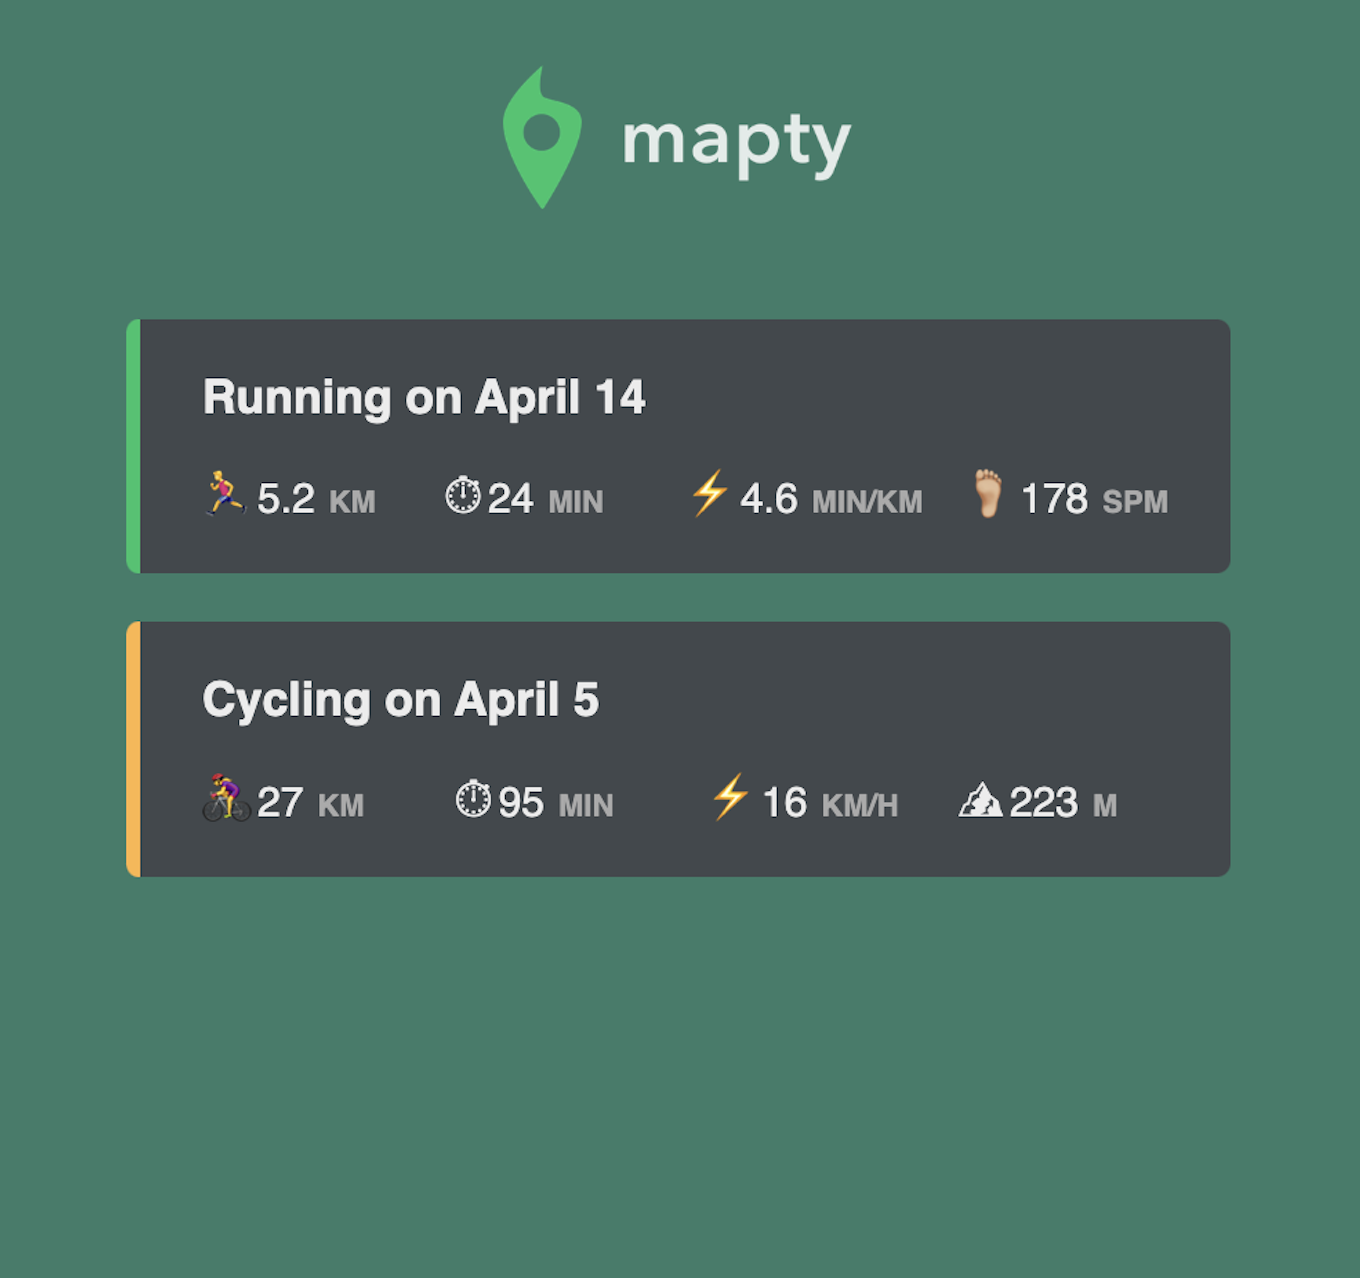 mapty
Running on April 14
5.2 KM 24 MIN 4.6 MIN/KM 178 SPM
Cycling on April 5
27 KM 95 MIN 16 KM/H 223 M